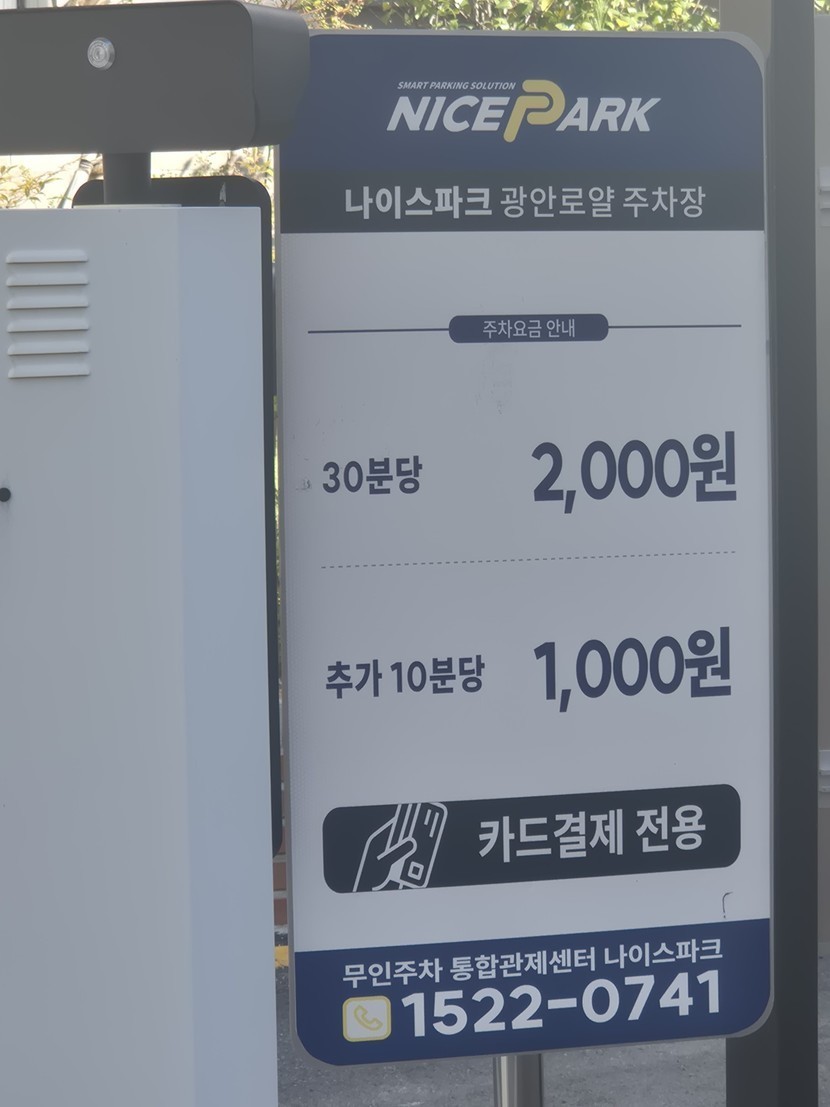 SMART PARKING SOLUTION
NICEPARK
나이스파크 광안로얄 주차장
주차요금 안내
30분당 2,000원
추가 10분당 1,000원
카드결제 전용
무인주차 통합관제센터 나이스파크
1522-0741